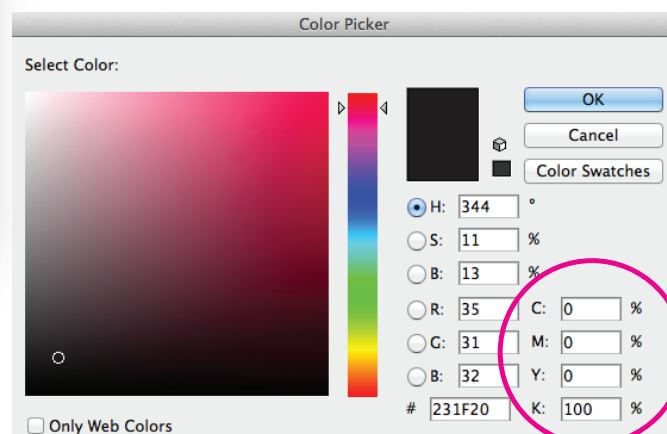 Color Picker
Select Color:
OK
Cancel
Color Swatches
H: 344 °
S: 11 %
B: 13 %
R: 35 C: 0 %
G: 31 M: 0 %
B: 32 Y: 0 %
# 231F20 K: 100 %
Only Web Colors